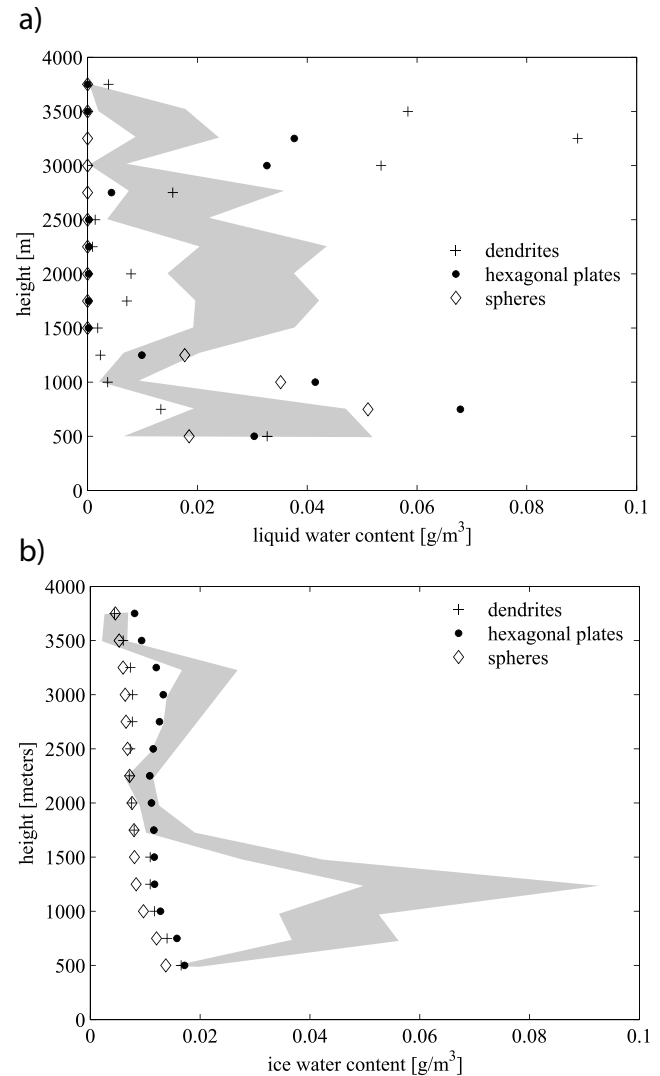 a)
4000
3500
3000
2500
2000
1500
1000
500
0
height [m]
dendrites
hexagonal plates
spheres
0 0.02 0.04 0.06 0.08 0.1
liquid water content [g/m³]
b)
4000
3500
3000
2500
2000
1500
1000
500
0
height [meters]
dendrites
hexagonal plates
spheres
0 0.02 0.04 0.06 0.08 0.1
ice water content [g/m³]